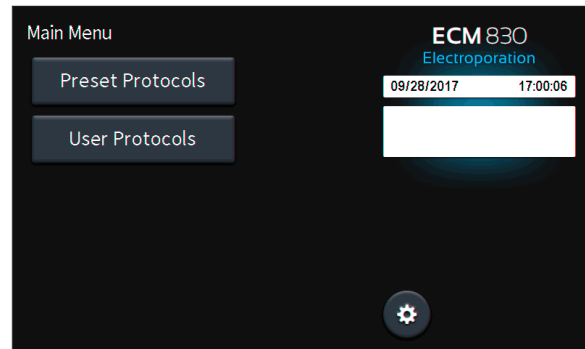 Main Menu
Preset Protocols
User Protocols
ECM 830
Electroporation
09/28/2017 17:00:06